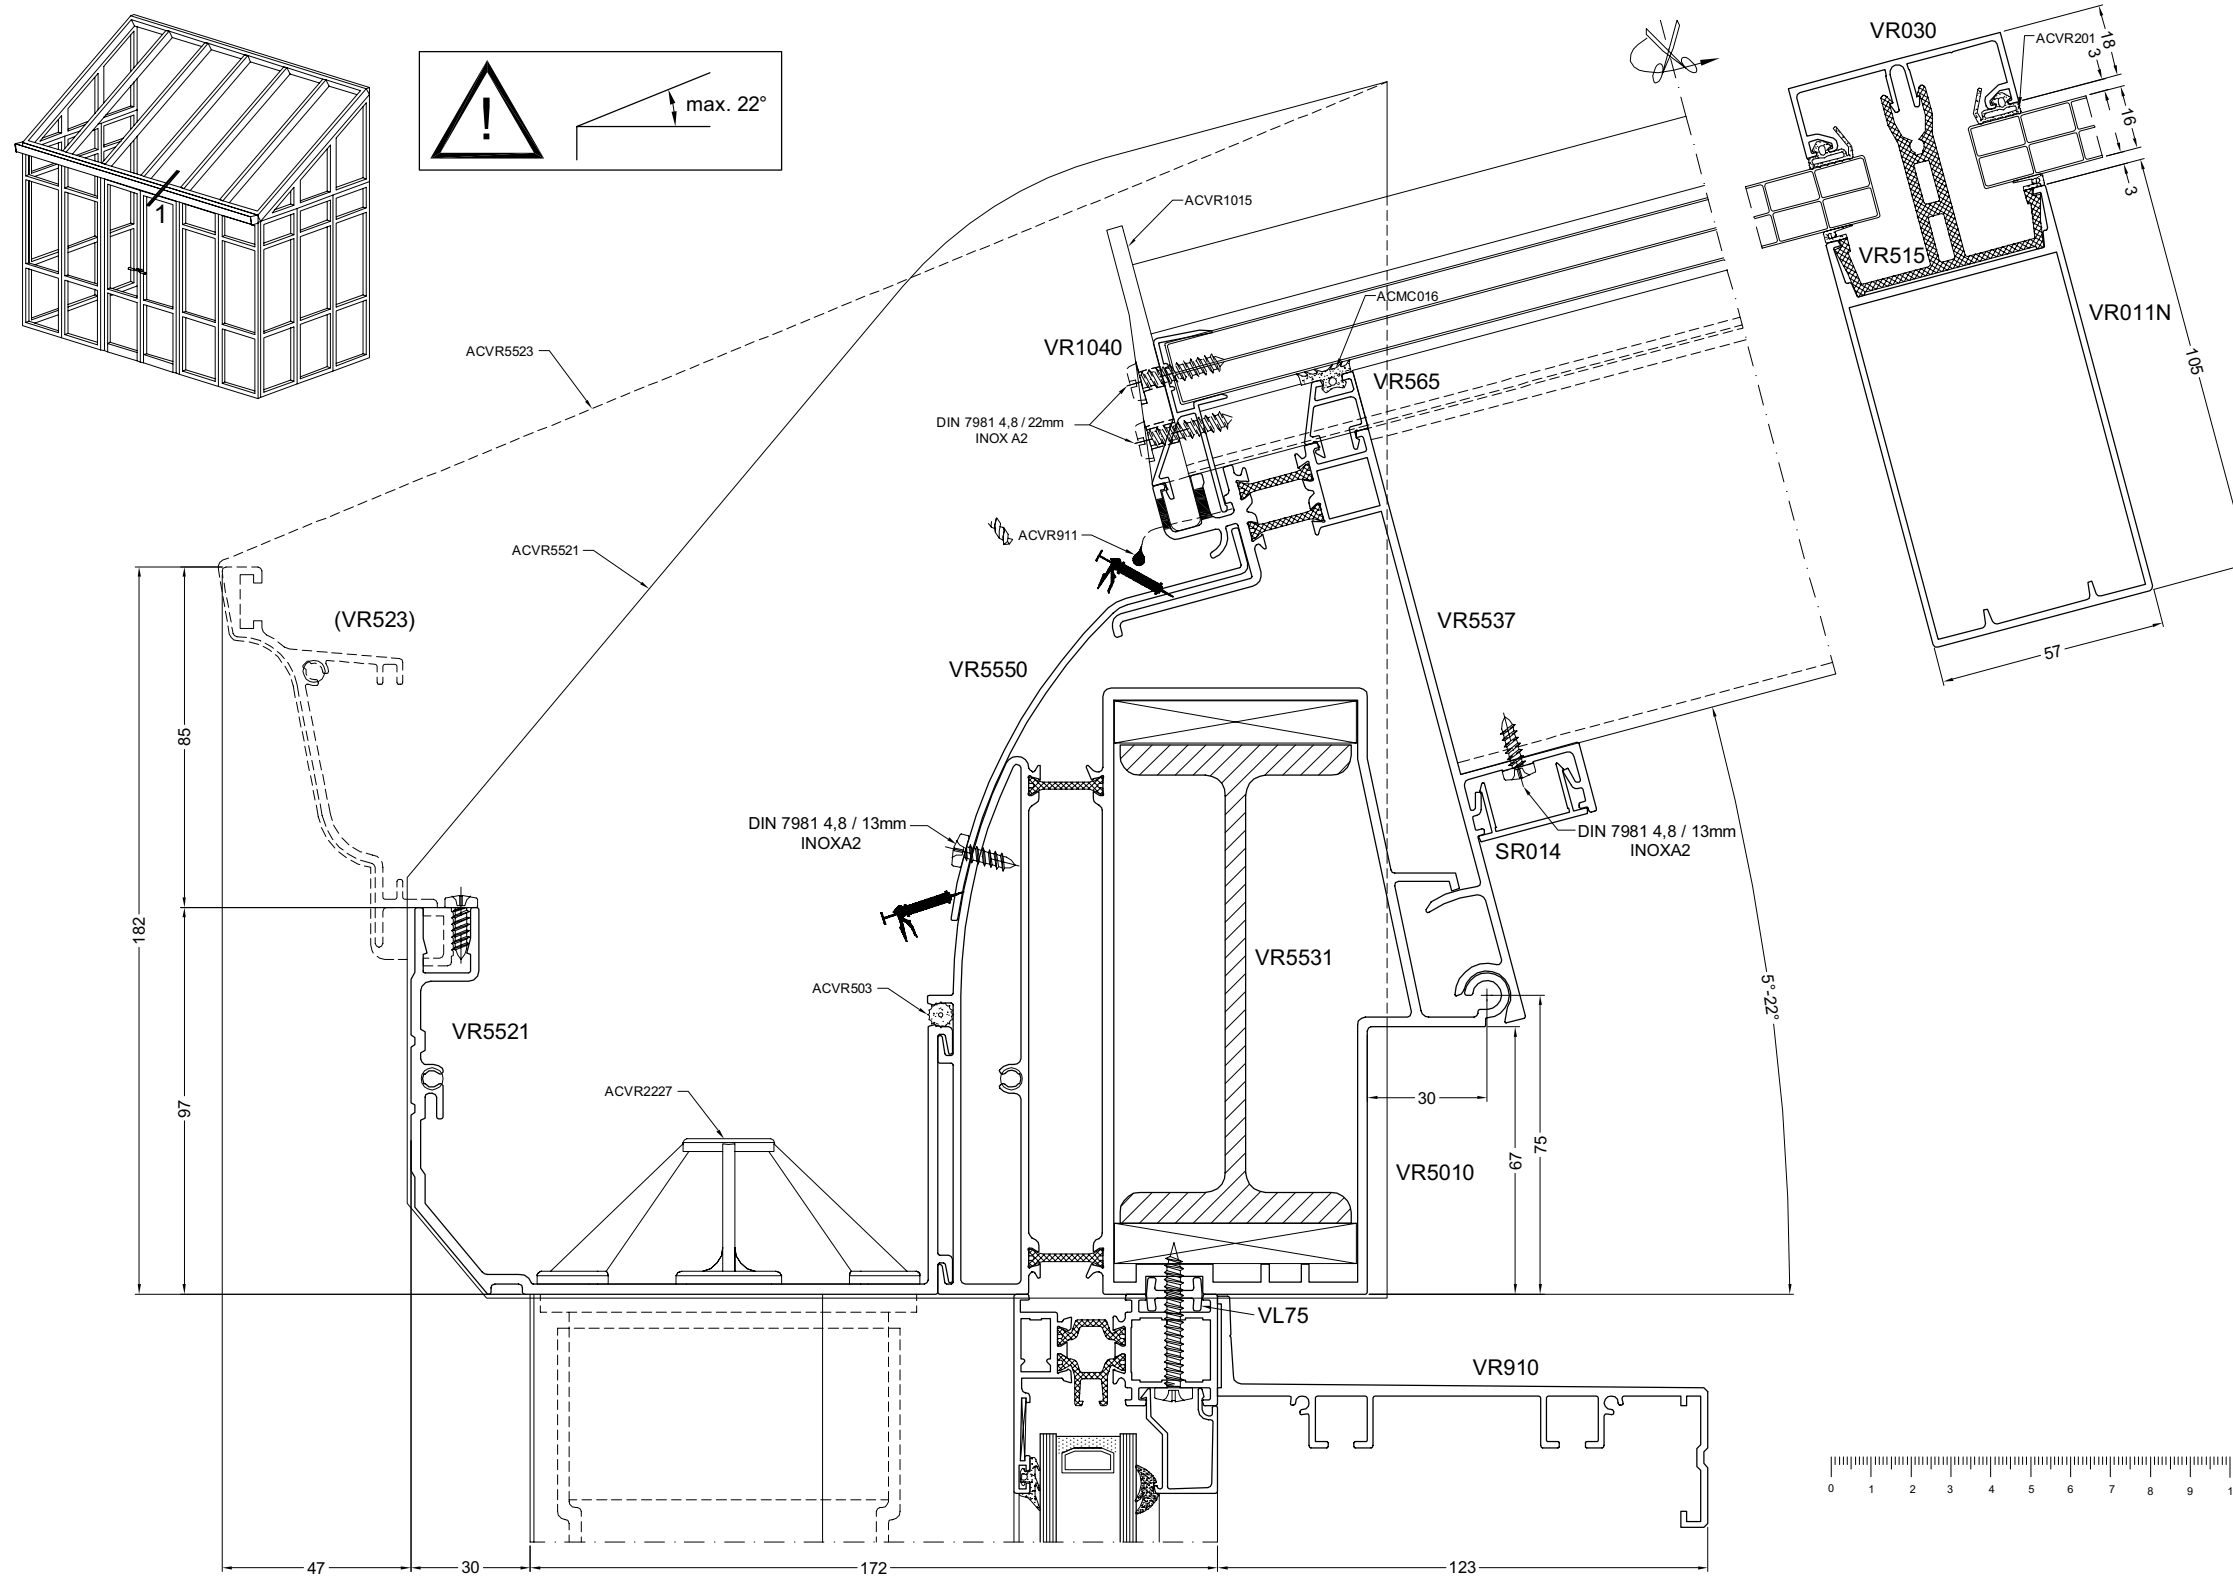 1
!
max. 22°
VR030
ACVR201
18
3
16
3
VR515
VR011N
105
57
ACVR1015
ACMC016
VR1040
VR565
DIN 7981 4,8 / 22mm
INOX A2
ACVR5523
ACVR5521
ACVR911
(VR523)
VR5550
VR5537
85
182
97
DIN 7981 4,8 / 13mm
INOXA2
DIN 7981 4,8 / 13mm
INOXA2
SR014
VR5531
ACVR503
VR5521
5°-22°
ACVR2227
30
67
75
VR5010
VL75
VR910
0 1 2 3 4 5 6 7 8 9 1
47
30
172
123